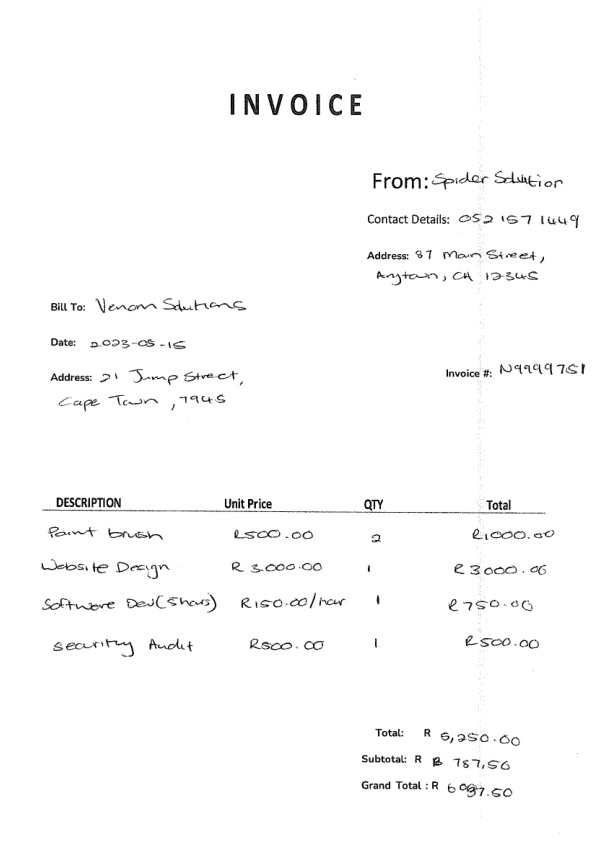 INVOICE
From: Spider Solution
Contact Details: 052 157 1449
Address: 87 Main Street,
Anytown, CA 12345
Bill To: Venom Solutions
Date: 2023-05-15
Address: 21 Jump Street,
Cape Town, 7945
Invoice #: N9999751
DESCRIPTION Unit Price QTY Total
Paint brush R500.00 2 R1000.00
Website Design R 3.000.00 1 R 3000.00
Software Dev(5hours) R150.00/hour 1 R750.00
Security Audit R500.00 1 R500.00
Total: R 5,250.00
Subtotal: R 787,50
Grand Total : R 6037.50